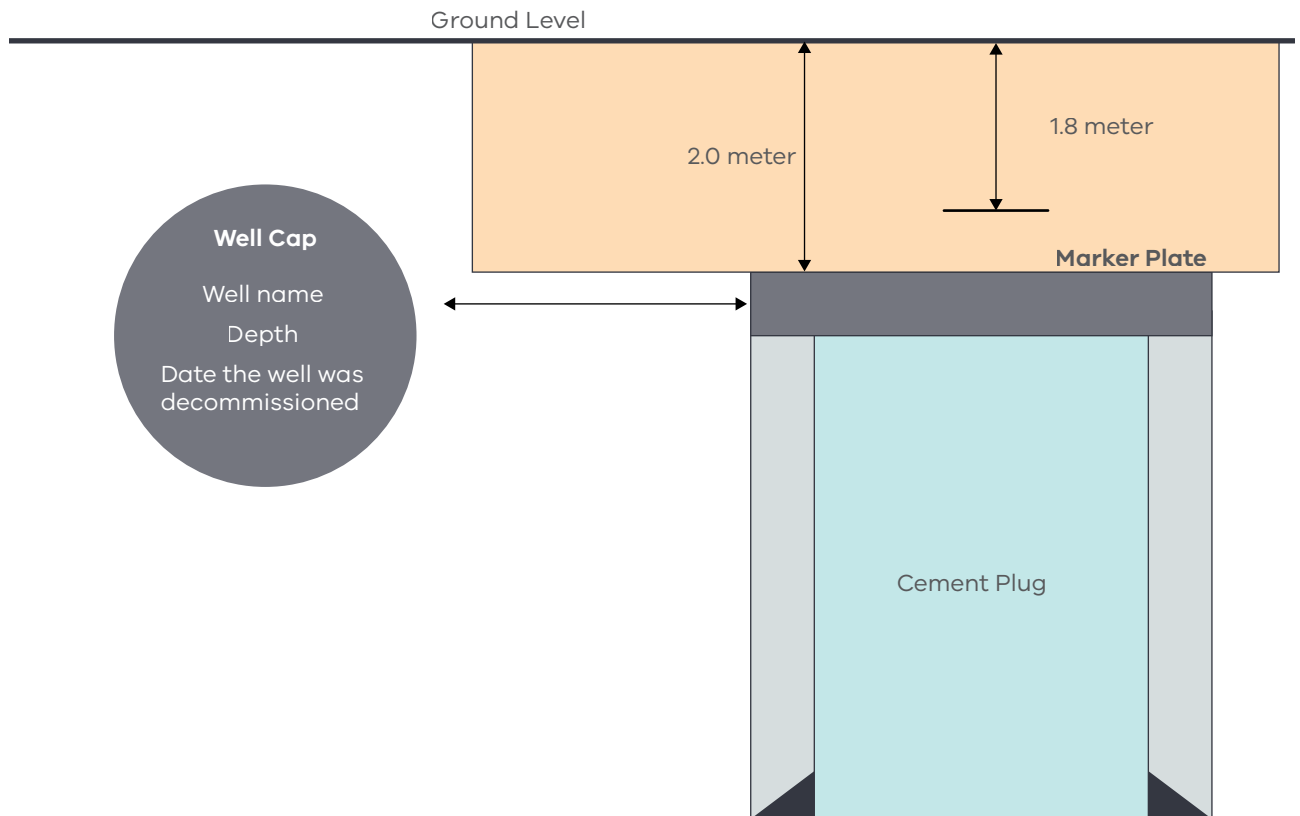 Ground Level
1.8 meter
2.0 meter
Well Cap
Well name
Depth
Date the well was
decommissioned
Marker Plate
Cement Plug